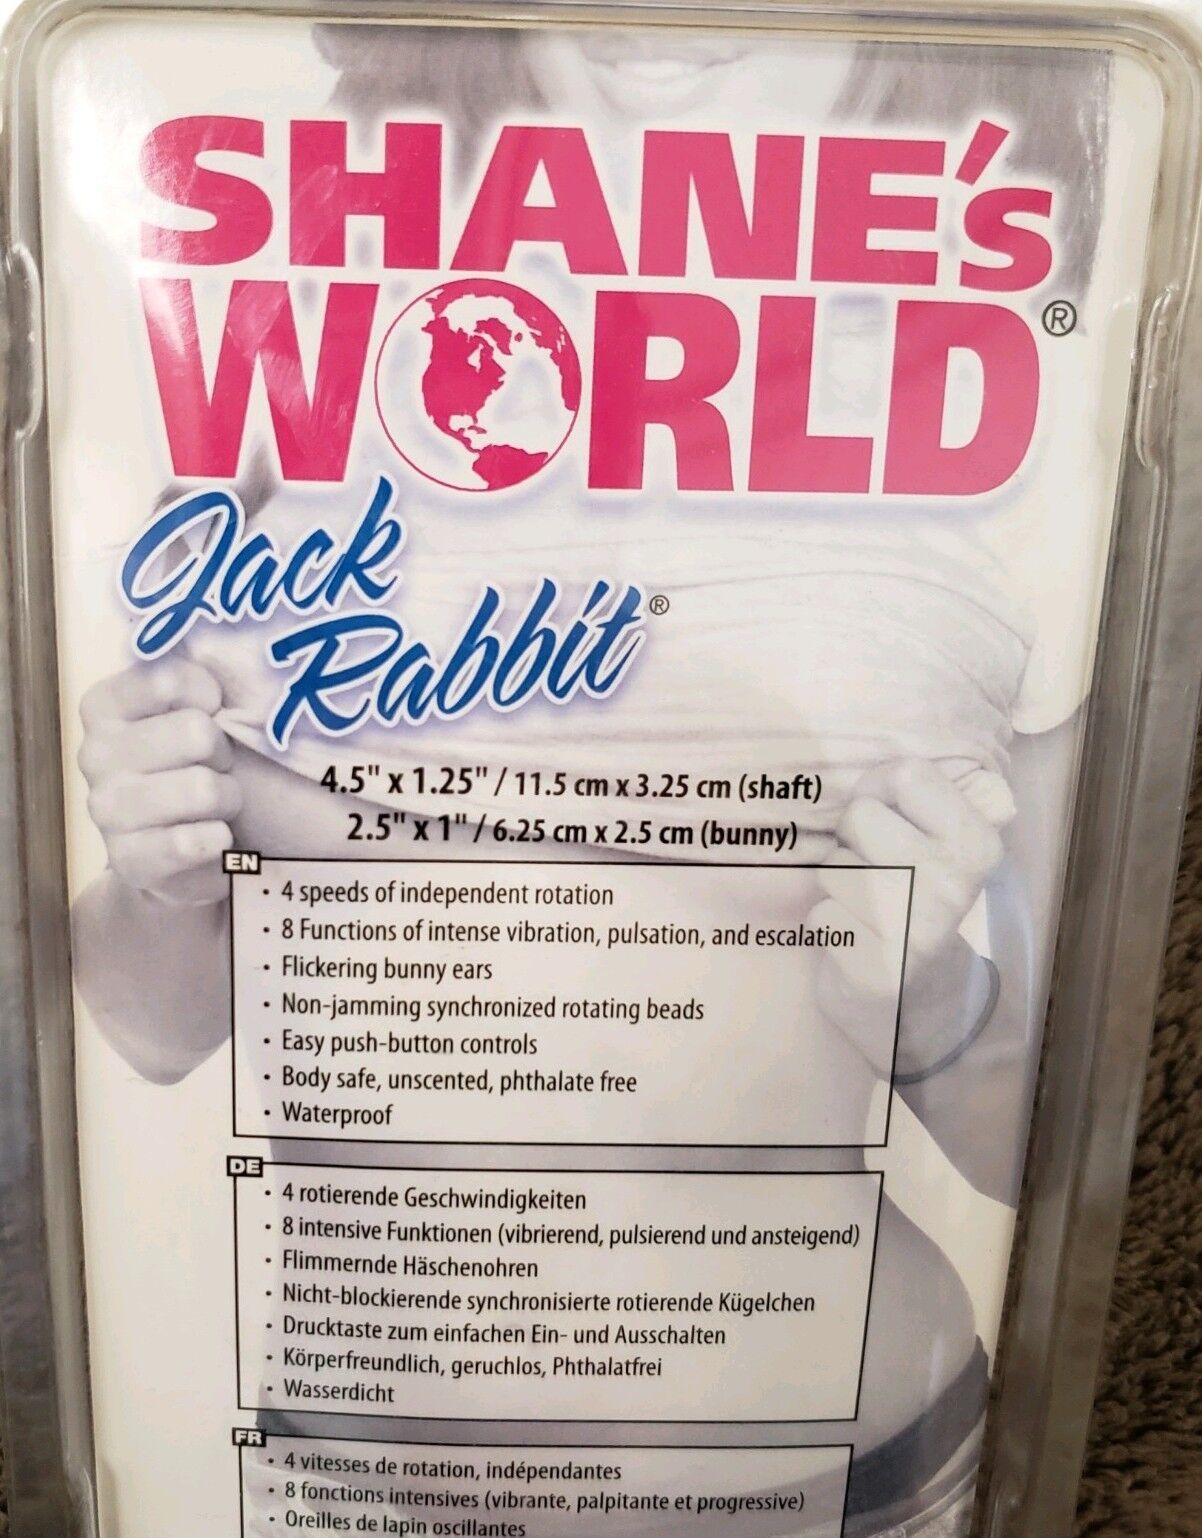 SHANE's
WORLD®
Jack
Rabbit®
4.5" x 1.25" / 11.5 cm x 3.25 cm (shaft)
2.5" x 1" / 6.25 cm x 2.5 cm (bunny)
EN
• 4 speeds of independent rotation
• 8 Functions of intense vibration, pulsation, and escalation
• Flickering bunny ears
• Non-jamming synchronized rotating beads
• Easy push-button controls
• Body safe, unscented, phthalate free
• Waterproof
DE
• 4 rotierende Geschwindigkeiten
• 8 intensive Funktionen (vibrierend, pulsierend und ansteigend)
• Flimmernde Häschenohren
• Nicht-blockierende synchronisierte rotierende Kügelchen
• Drucktaste zum einfachen Ein- und Ausschalten
• Körperfreundlich, geruchlos, Phthalatfrei
• Wasserdicht
FR
• 4 vitesses de rotation, indépendantes
• 8 fonctions intensives (vibrante, palpitante et progressive)
• Oreilles de lapin oscillantes